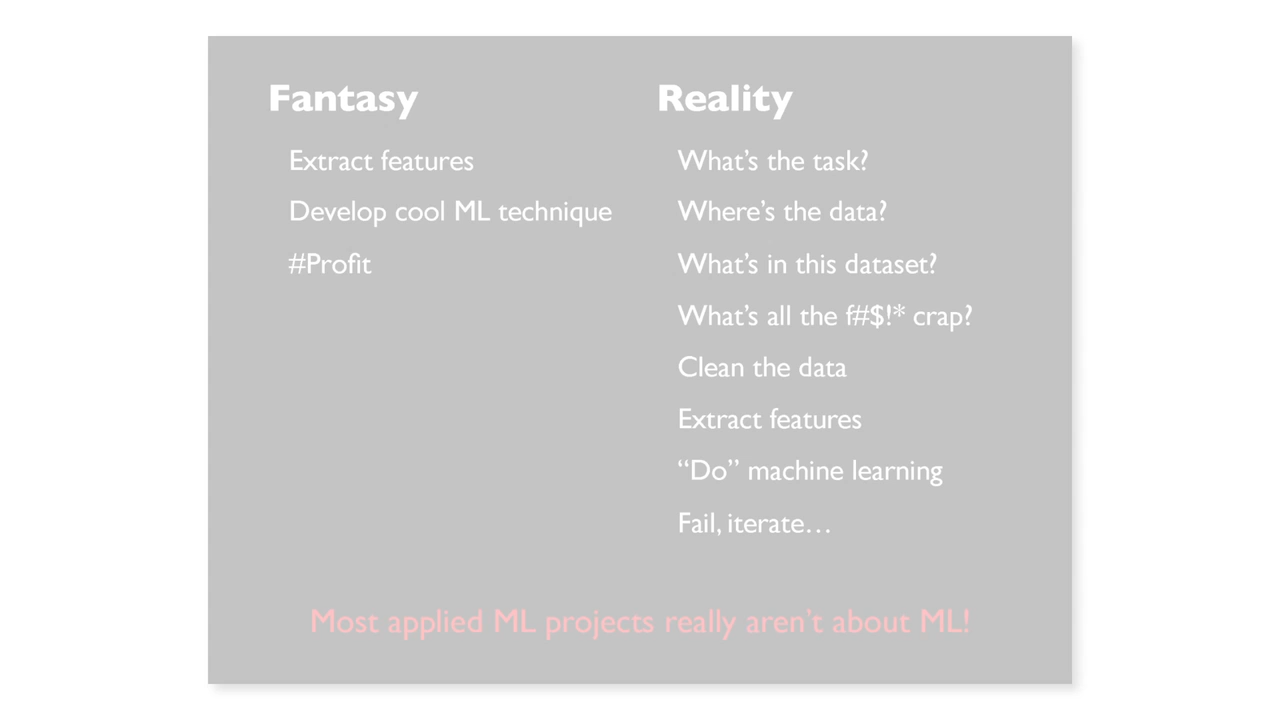 Fantasy
Extract features
Develop cool ML technique
#Profit
Reality
What's the task?
Where's the data?
What's in this dataset?
What's all the f#$!* crap?
Clean the data
Extract features
“Do” machine learning
Fail, iterate…
Most applied ML projects really aren't about ML!